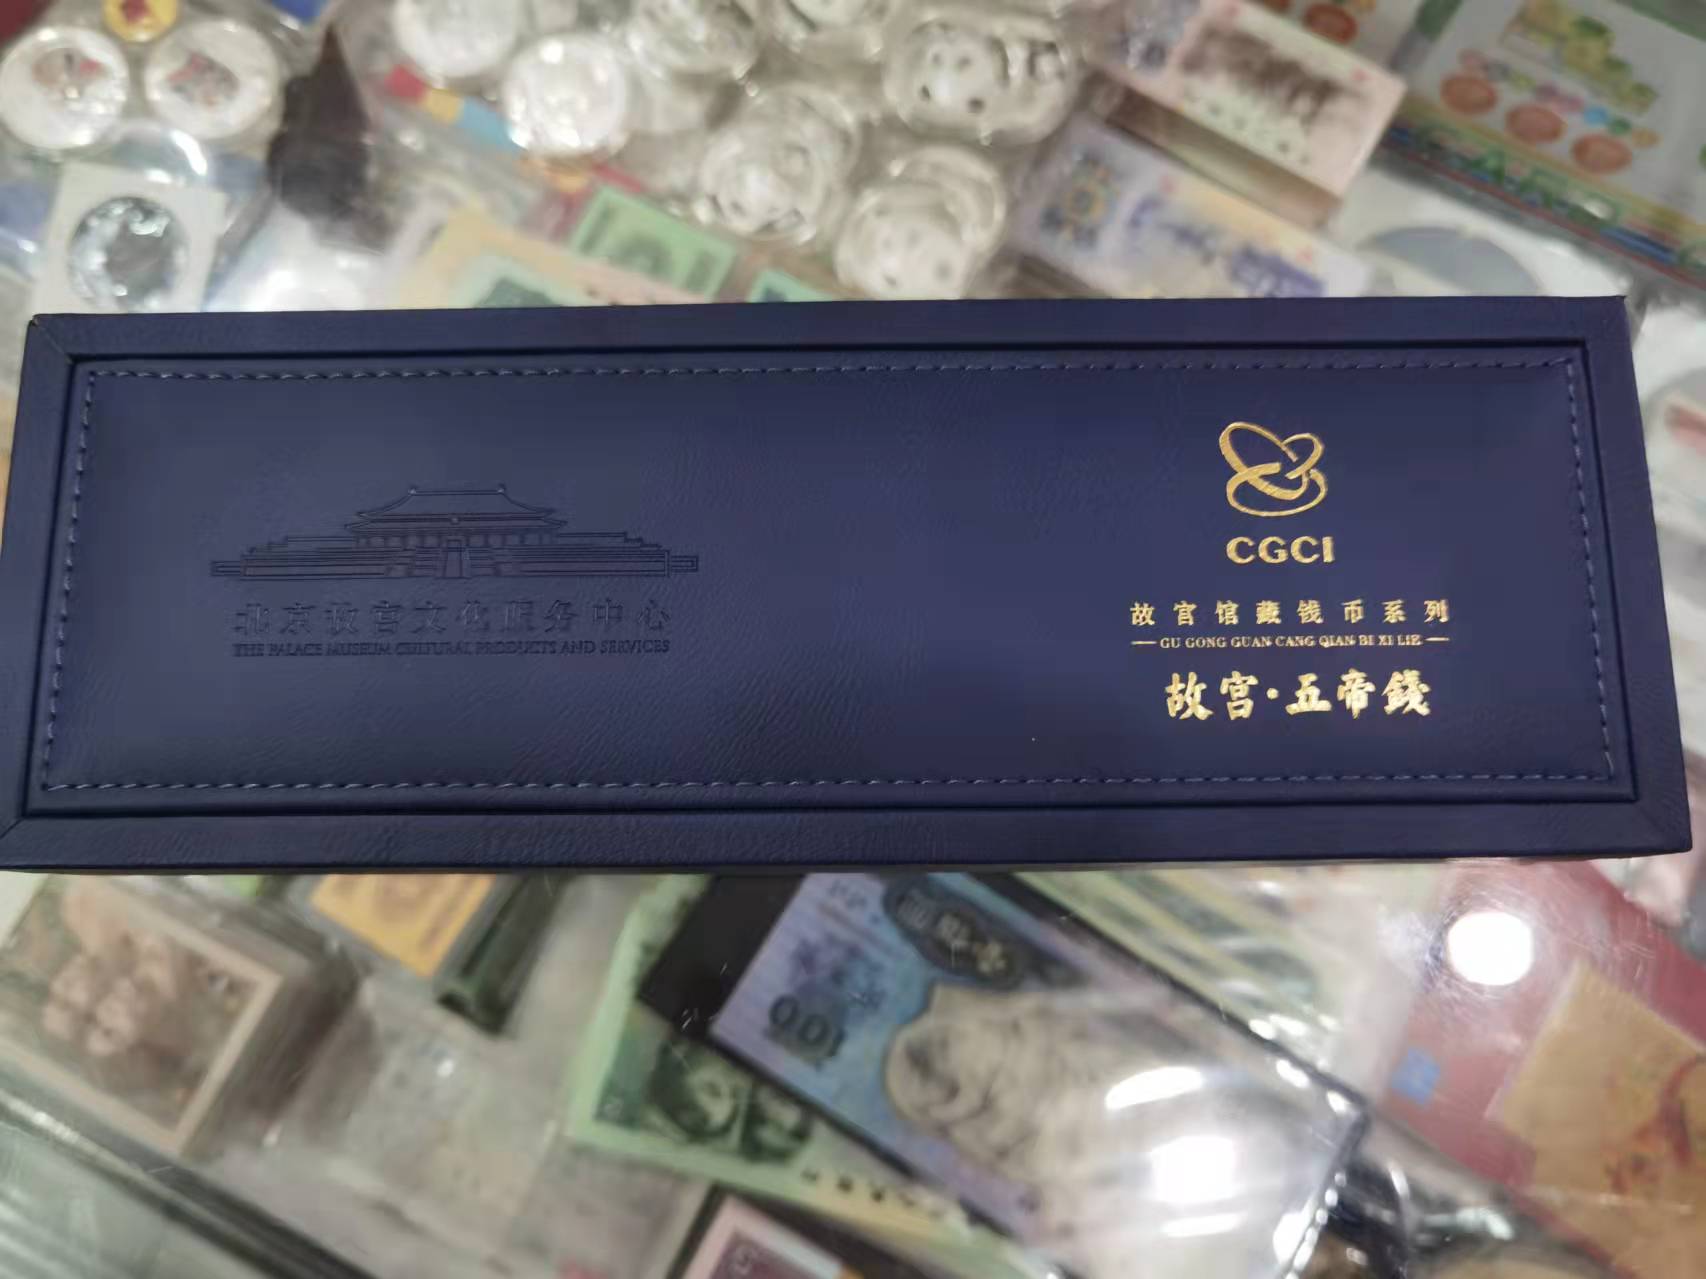 北京故宫文化服务中心
THE PALACE MUSEUM CULTURAL PRODUCTS AND SERVICES
CGCI
故宫馆藏钱币系列
GU GONG GUAN CANG QIAN BI XI LIE
故宫·五帝錢